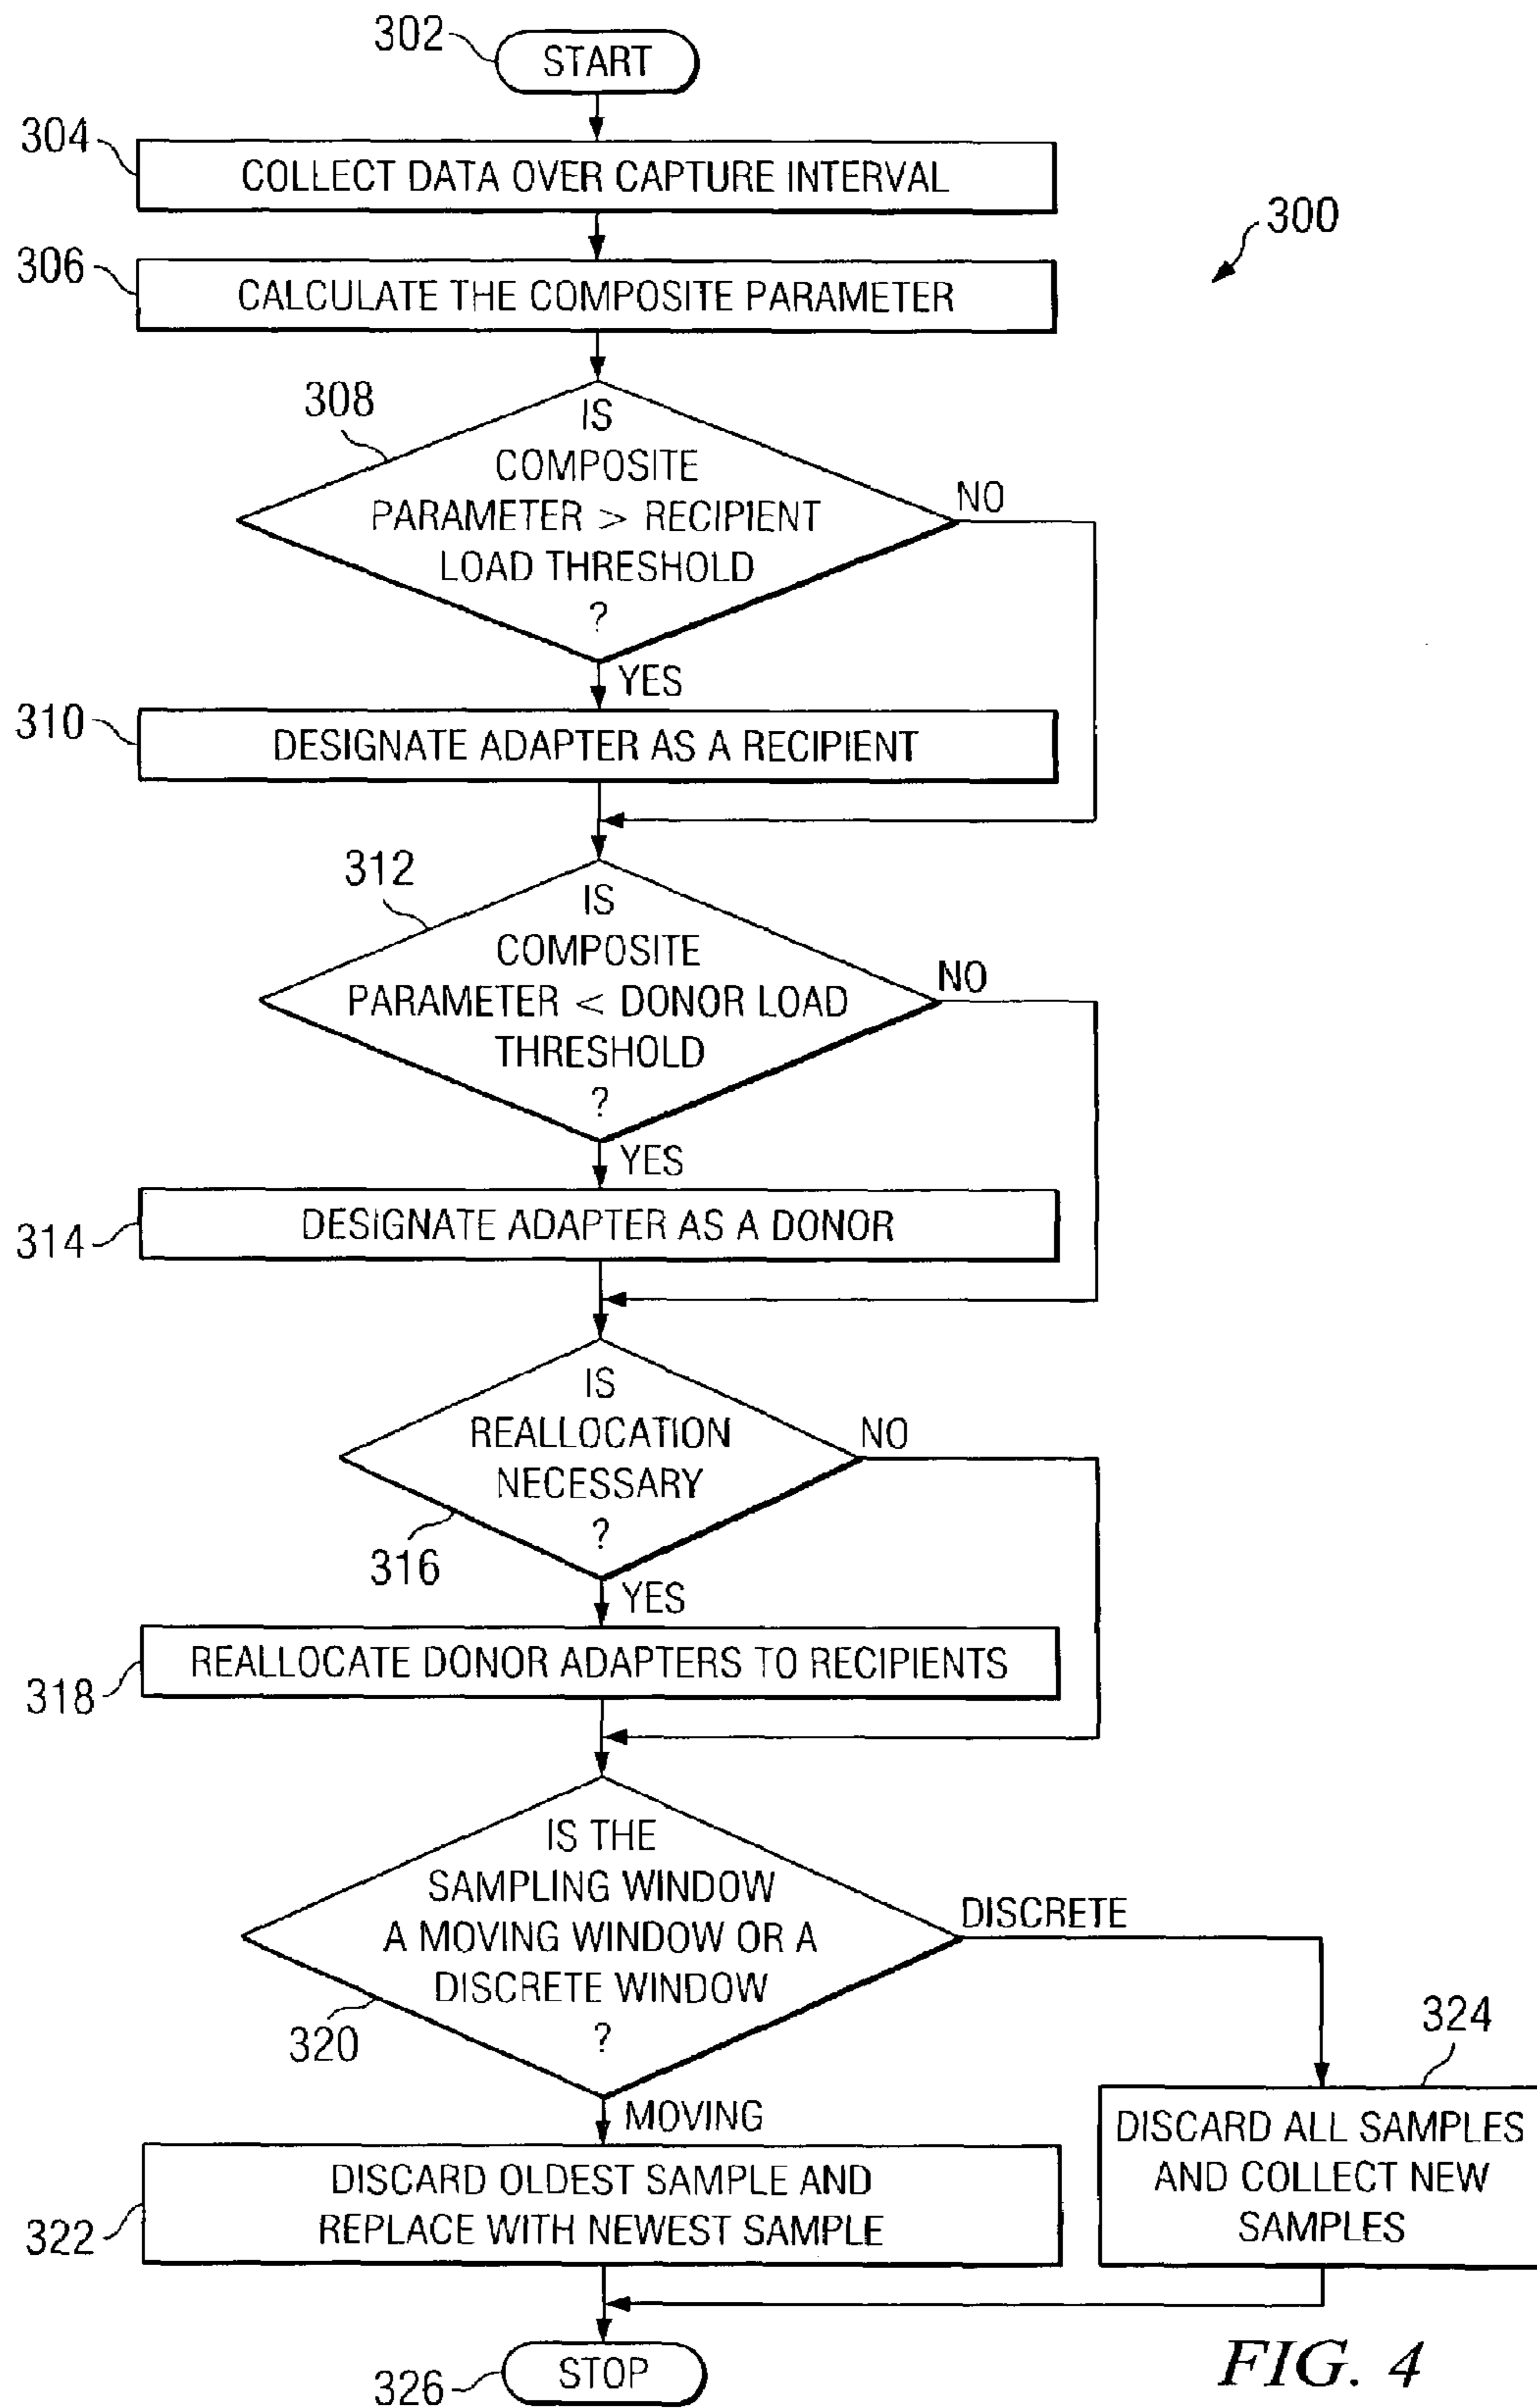 302
START
304
COLLECT DATA OVER CAPTURE INTERVAL
300
306
CALCULATE THE COMPOSITE PARAMETER
308
IS
COMPOSITE
PARAMETER > RECIPIENT
LOAD THRESHOLD
?
NO
YES
310
DESIGNATE ADAPTER AS A RECIPIENT
312
IS
COMPOSITE
PARAMETER < DONOR LOAD
THRESHOLD
?
NO
YES
314
DESIGNATE ADAPTER AS A DONOR
IS
REALLOCATION
NECESSARY
?
NO
316
YES
318
REALLOCATE DONOR ADAPTERS TO RECIPIENTS
IS THE
SAMPLING WINDOW
A MOVING WINDOW OR A
DISCRETE WINDOW
?
DISCRETE
320
MOVING
324
DISCARD ALL SAMPLES
AND COLLECT NEW
SAMPLES
322
DISCARD OLDEST SAMPLE AND
REPLACE WITH NEWEST SAMPLE
326
STOP
FIG. 4